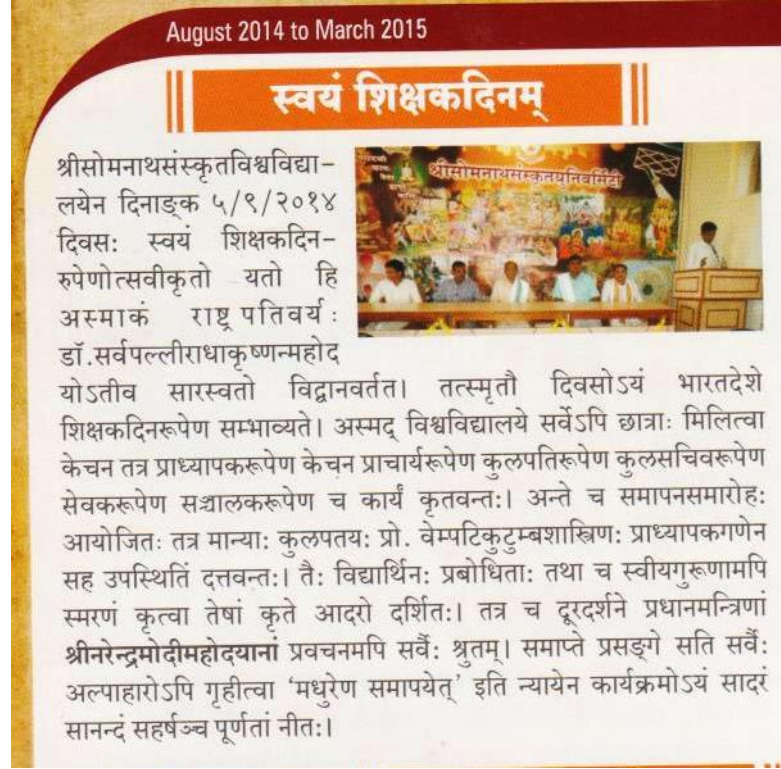 August 2014 to March 2015
स्वयं शिक्षकदिनम्
श्रीसोमनाथसंस्कृतविश्वविद्या-
लयेन दिनाङ्क ५/९/२०१४
दिवसः स्वयं शिक्षकदिन-
रुपेणोत्सवीकृतो यतो हि
अस्माकं राष्ट्रपतिवर्यः
डॉ.सर्वपल्लीराधाकृष्णन्महोद
योऽतीव सारस्वतो विद्वानवर्तत। तत्स्मृतौ दिवसोऽयं भारतदेशे
शिक्षकदिनरूपेण सम्भाव्यते। अस्मद् विश्वविद्यालये सर्वेऽपि छात्राः मिलित्वा
केचन तत्र प्राध्यापकरूपेण केचन प्राचार्यरूपेण कुलपतिरूपेण कुलसचिवरूपेण
सेवकरूपेण सञ्चालकरूपेण च कार्यं कृतवन्तः। अन्ते च समापनसमारोहः
आयोजितः तत्र मान्याः कुलपतयः प्रो. वेम्पटिकुटुम्बशास्त्रिणः प्राध्यापकगणेन
सह उपस्थितिं दत्तवन्तः। तैः विद्यार्थिनः प्रबोधिताः तथा च स्वीयगुरूणामपि
स्मरणं कृत्वा तेषां कृते आदरो दर्शितः। तत्र च दूरदर्शने प्रधानमन्त्रिणां
श्रीनरेन्द्रमोदीमहोदयानां प्रवचनमपि सर्वैः श्रुतम्। समाप्ते प्रसङ्गे सति सर्वैः
अल्पाहारोऽपि गृहीत्वा 'मधुरेण समापयेत्' इति न्यायेन कार्यक्रमोऽयं सादरं
सानन्दं सहर्षञ्च पूर्णतां नीतः।
श्रीसोमनाथसंस्कृतयुनिवर्सिटी